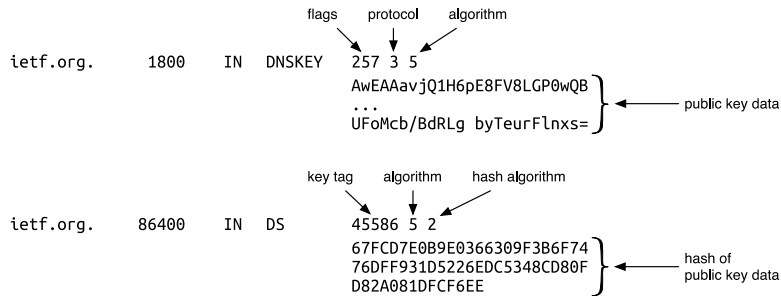 flags protocol algorithm
ietf.org. 1800 IN DNSKEY 257 3 5
AwEAAavjQ1H6pE8FV8LGP0wQB
...
UFoMcb/BdRLg byTeurFlnxs=
public key data
key tag algorithm hash algorithm
ietf.org. 86400 IN DS 45586 5 2
67FCD7E0B9E0366309F3B6F74
76DFF931D5226EDC5348CD80F
D82A081DFCF6EE
hash of
public key data